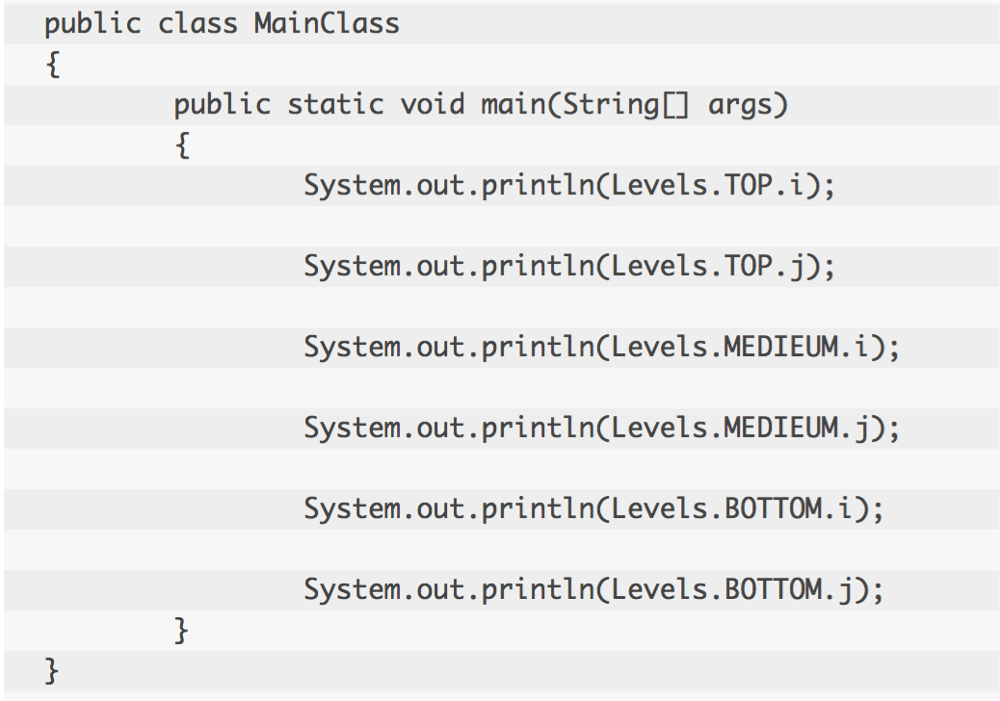 public class MainClass
{
public static void main(String[] args)
{
System.out.println(Levels.TOP.i);
System.out.println(Levels.TOP.j);
System.out.println(Levels.MEDIEUM.i);
System.out.println(Levels.MEDIEUM.j);
System.out.println(Levels.BOTTOM.i);
System.out.println(Levels.BOTTOM.j);
}
}